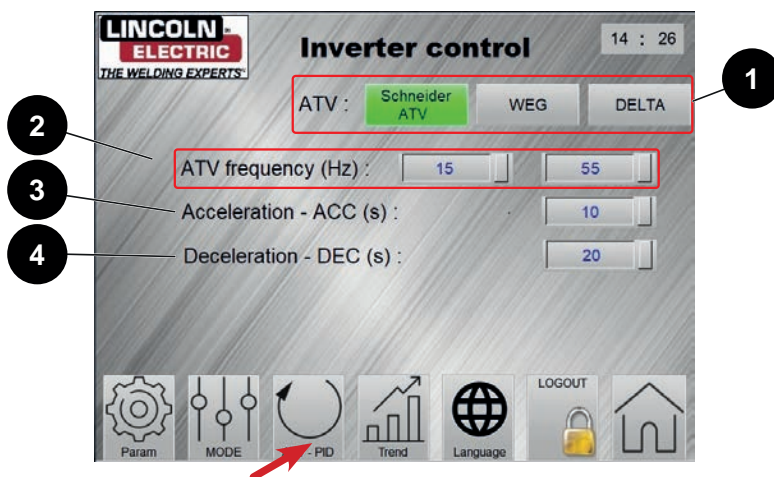 LINCOLN
ELECTRIC
THE WELDING EXPERTS
Inverter control
14 : 26
1
ATV :
Schneider
ATV
WEG
DELTA
2
ATV frequency (Hz) :
15
55
3
Acceleration - ACC (s) :
10
4
Deceleration - DEC (s) :
20
Param
MODE
- PID
Trend
Language
LOGOUT